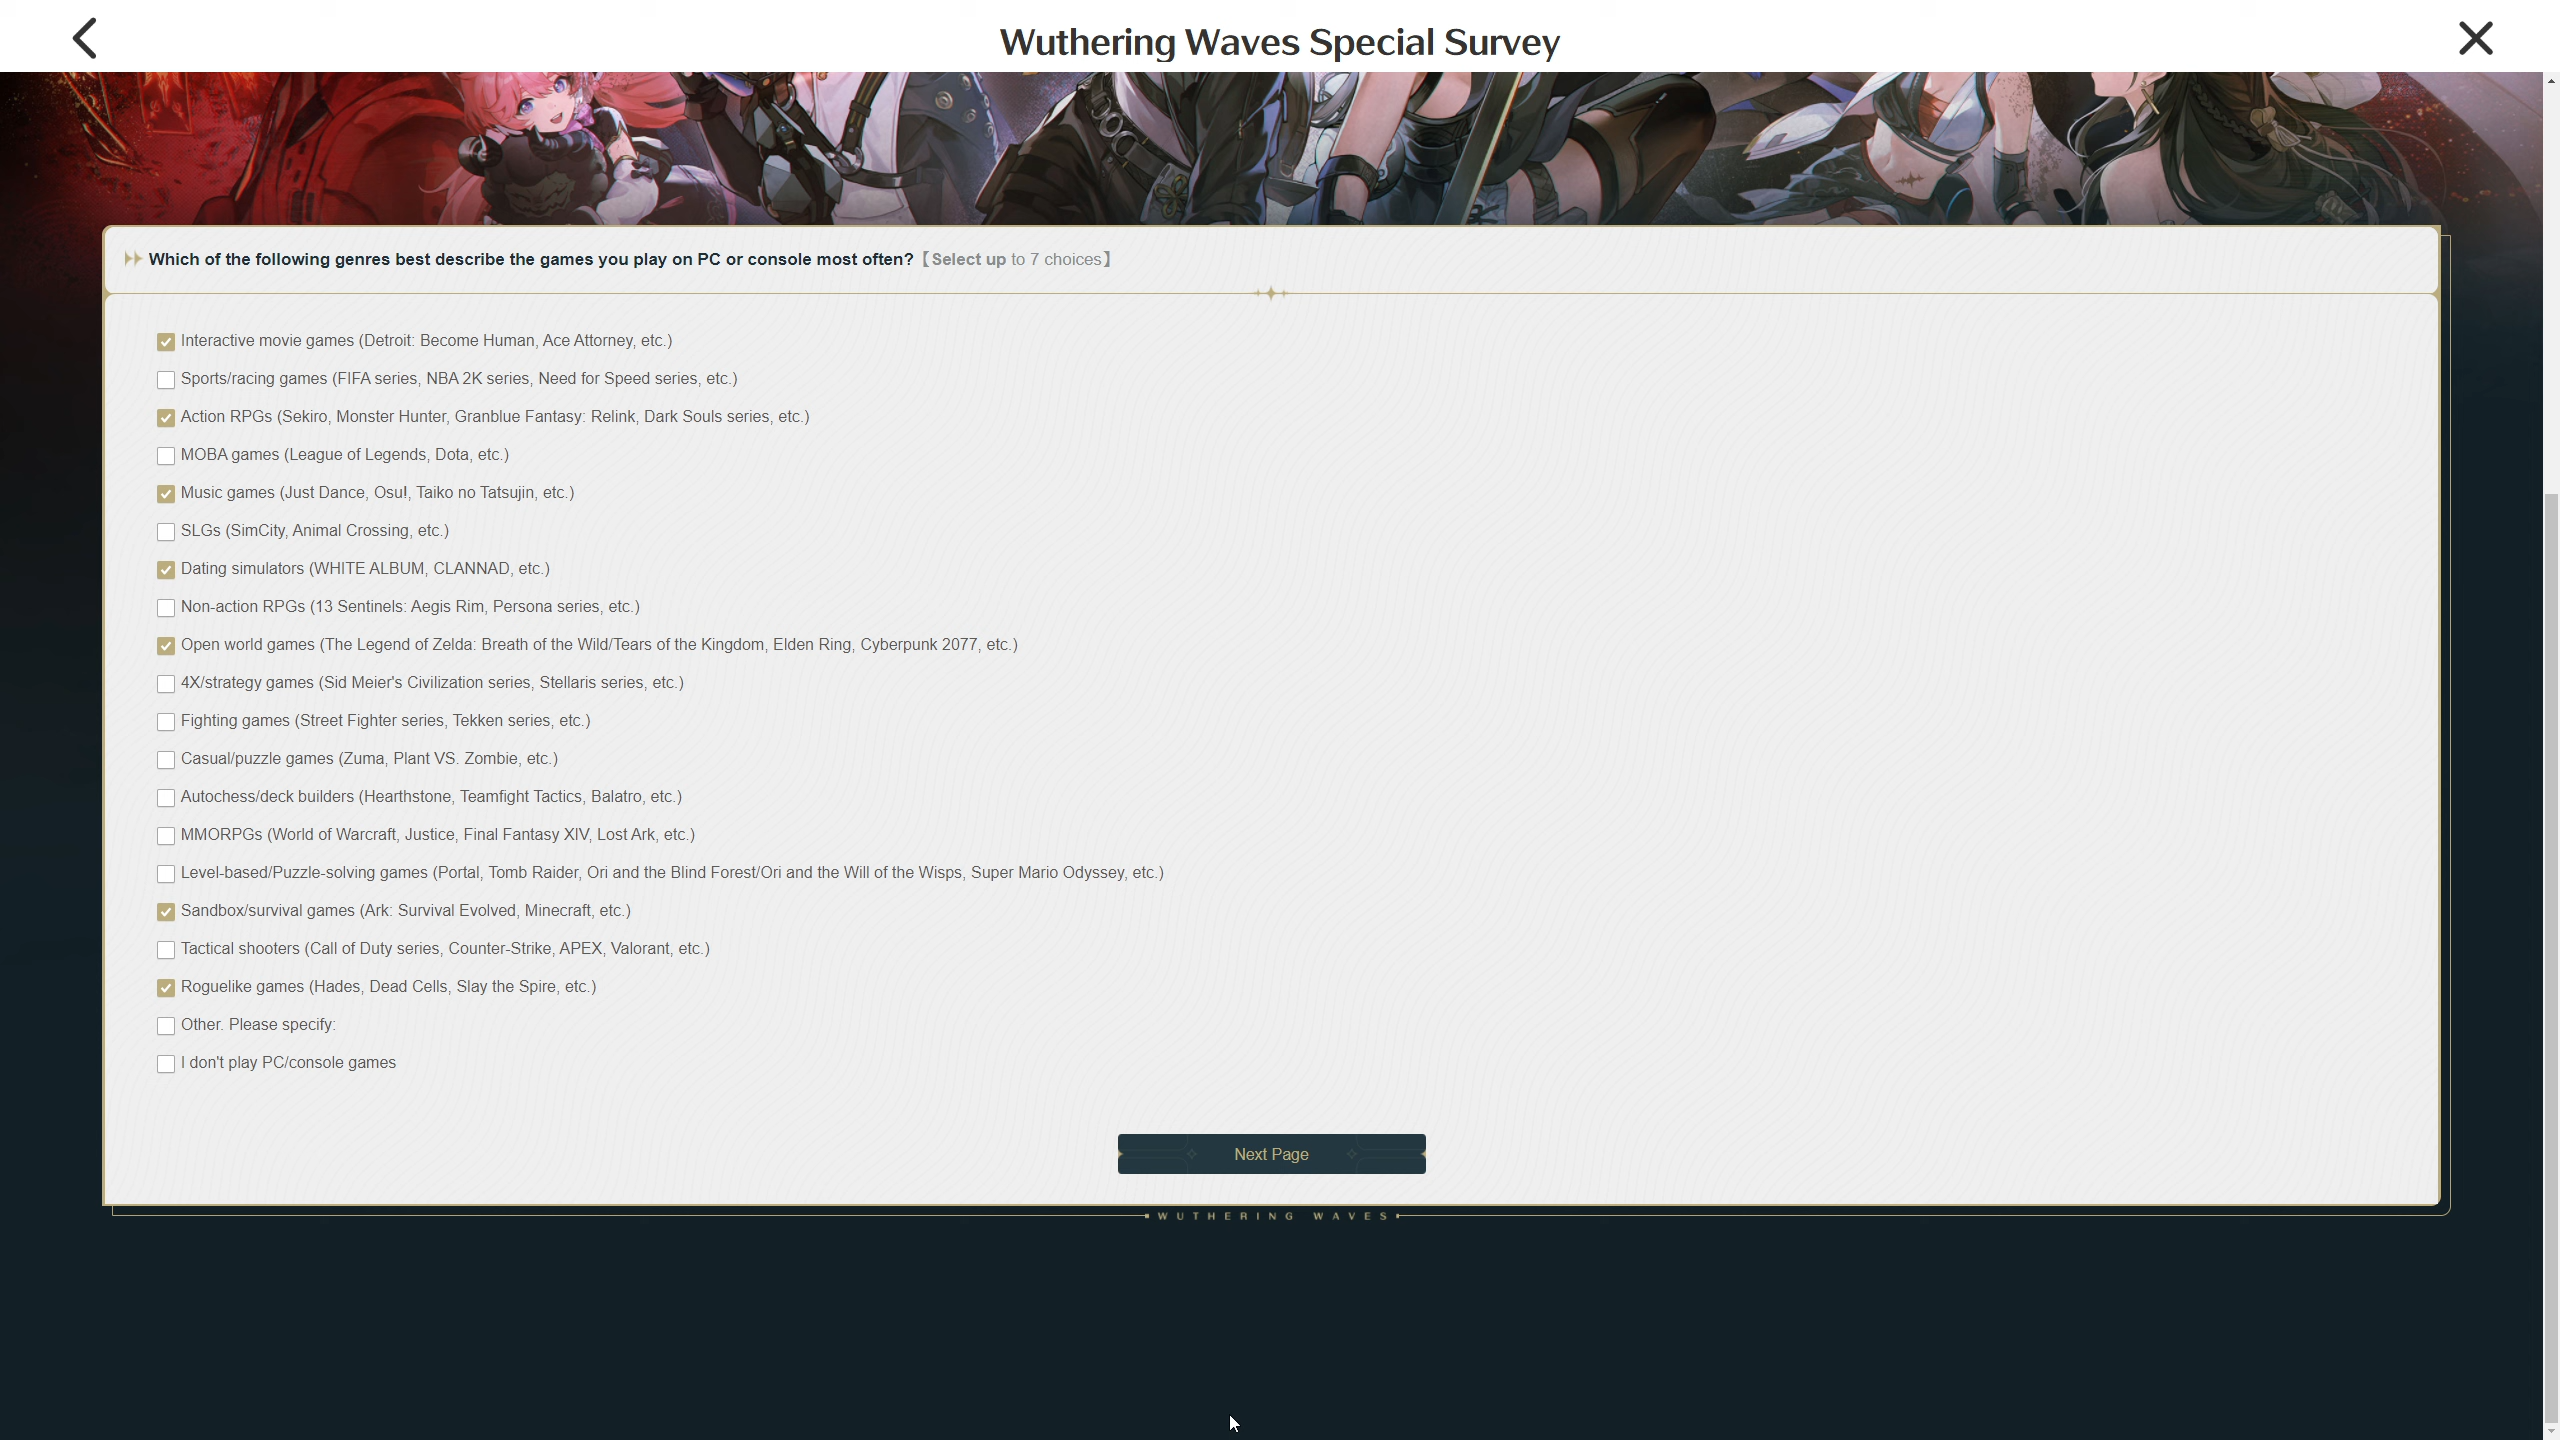 Wuthering Waves Special Survey
Which of the following genres best describe the games you play on PC or console most often?【Select up to 7 choices】
Interactive movie games (Detroit: Become Human, Ace Attorney, etc.)
Sports/racing games (FIFA series, NBA 2K series, Need for Speed series, etc.)
Action RPGs (Sekiro, Monster Hunter, Granblue Fantasy: Relink, Dark Souls series, etc.)
MOBA games (League of Legends, Dota, etc.)
Music games (Just Dance, Osu!, Taiko no Tatsujin, etc.)
SLGs (SimCity, Animal Crossing, etc.)
Dating simulators (WHITE ALBUM, CLANNAD, etc.)
Non-action RPGs (13 Sentinels: Aegis Rim, Persona series, etc.)
Open world games (The Legend of Zelda: Breath of the Wild/Tears of the Kingdom, Elden Ring, Cyberpunk 2077, etc.)
4X/strategy games (Sid Meier's Civilization series, Stellaris series, etc.)
Fighting games (Street Fighter series, Tekken series, etc.)
Casual/puzzle games (Zuma, Plant VS. Zombie, etc.)
Autochess/deck builders (Hearthstone, Teamfight Tactics, Balatro, etc.)
MMORPGs (World of Warcraft, Justice, Final Fantasy XIV, Lost Ark, etc.)
Level-based/Puzzle-solving games (Portal, Tomb Raider, Ori and the Blind Forest/Ori and the Will of the Wisps, Super Mario Odyssey, etc.)
Sandbox/survival games (Ark: Survival Evolved, Minecraft, etc.)
Tactical shooters (Call of Duty series, Counter-Strike, APEX, Valorant, etc.)
Roguelike games (Hades, Dead Cells, Slay the Spire, etc.)
Other. Please specify:
I don't play PC/console games
Next Page
WUTHERING WAVES